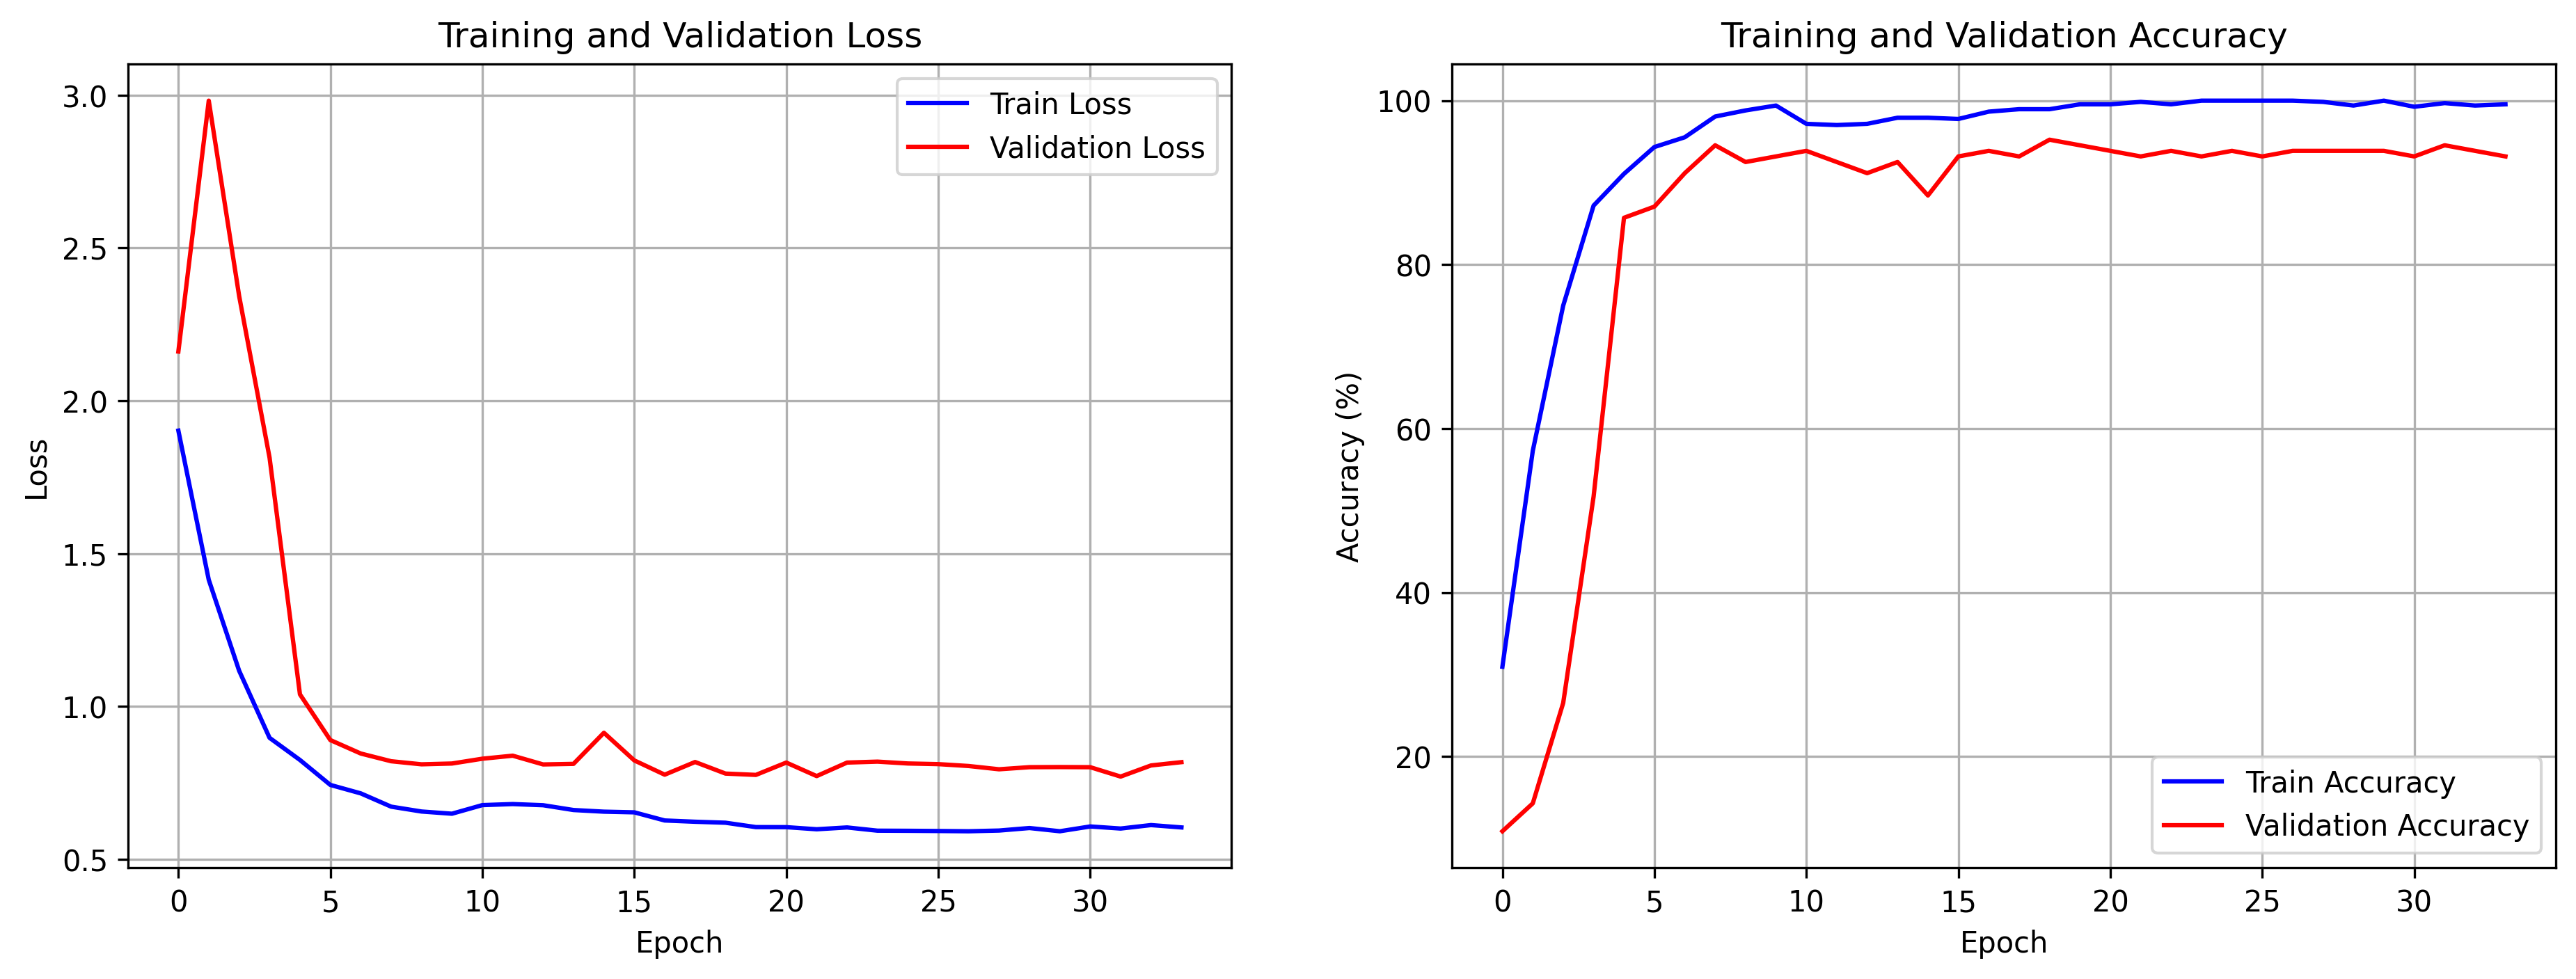 Training and Validation Loss
3.0
2.5
2.0
1.5
1.0
0.5
Loss
0 5 10 15 20 25 30
Epoch
Train Loss
Validation Loss
Training and Validation Accuracy
100
80
60
40
20
Accuracy (%)
0 5 10 15 20 25 30
Epoch
Train Accuracy
Validation Accuracy